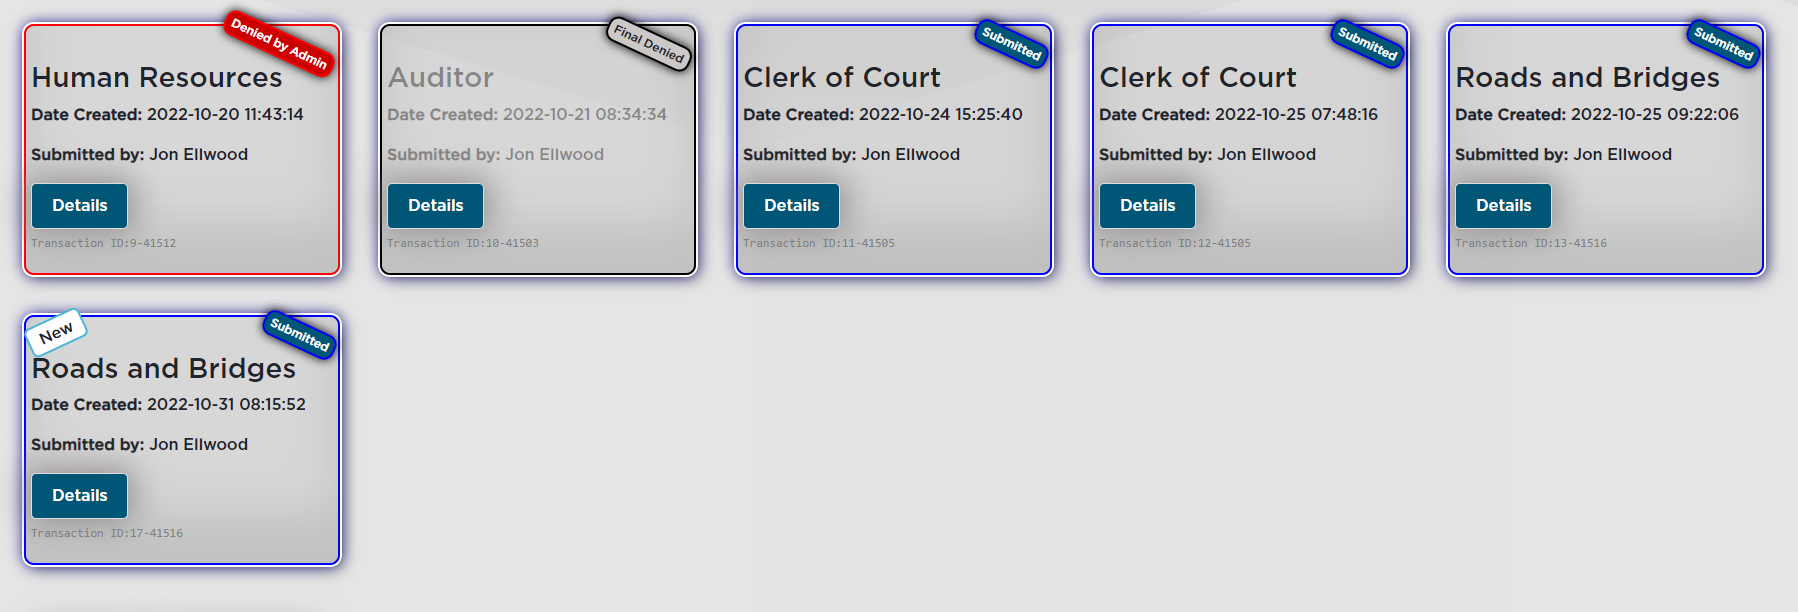 Denied by Admin
Human Resources
Date Created: 2022-10-20 11:43:14
Submitted by: Jon Ellwood
Details
Transaction ID:9-41512
Final Denied
Auditor
Date Created: 2022-10-21 08:34:34
Submitted by: Jon Ellwood
Details
Transaction ID:10-41503
Submitted
Clerk of Court
Date Created: 2022-10-24 15:25:40
Submitted by: Jon Ellwood
Details
Transaction ID:11-41505
Submitted
Clerk of Court
Date Created: 2022-10-25 07:48:16
Submitted by: Jon Ellwood
Details
Transaction ID:12-41505
Submitted
Roads and Bridges
Date Created: 2022-10-25 09:22:06
Submitted by: Jon Ellwood
Details
Transaction ID:13-41516
New
Submitted
Roads and Bridges
Date Created: 2022-10-31 08:15:52
Submitted by: Jon Ellwood
Details
Transaction ID:17-41516